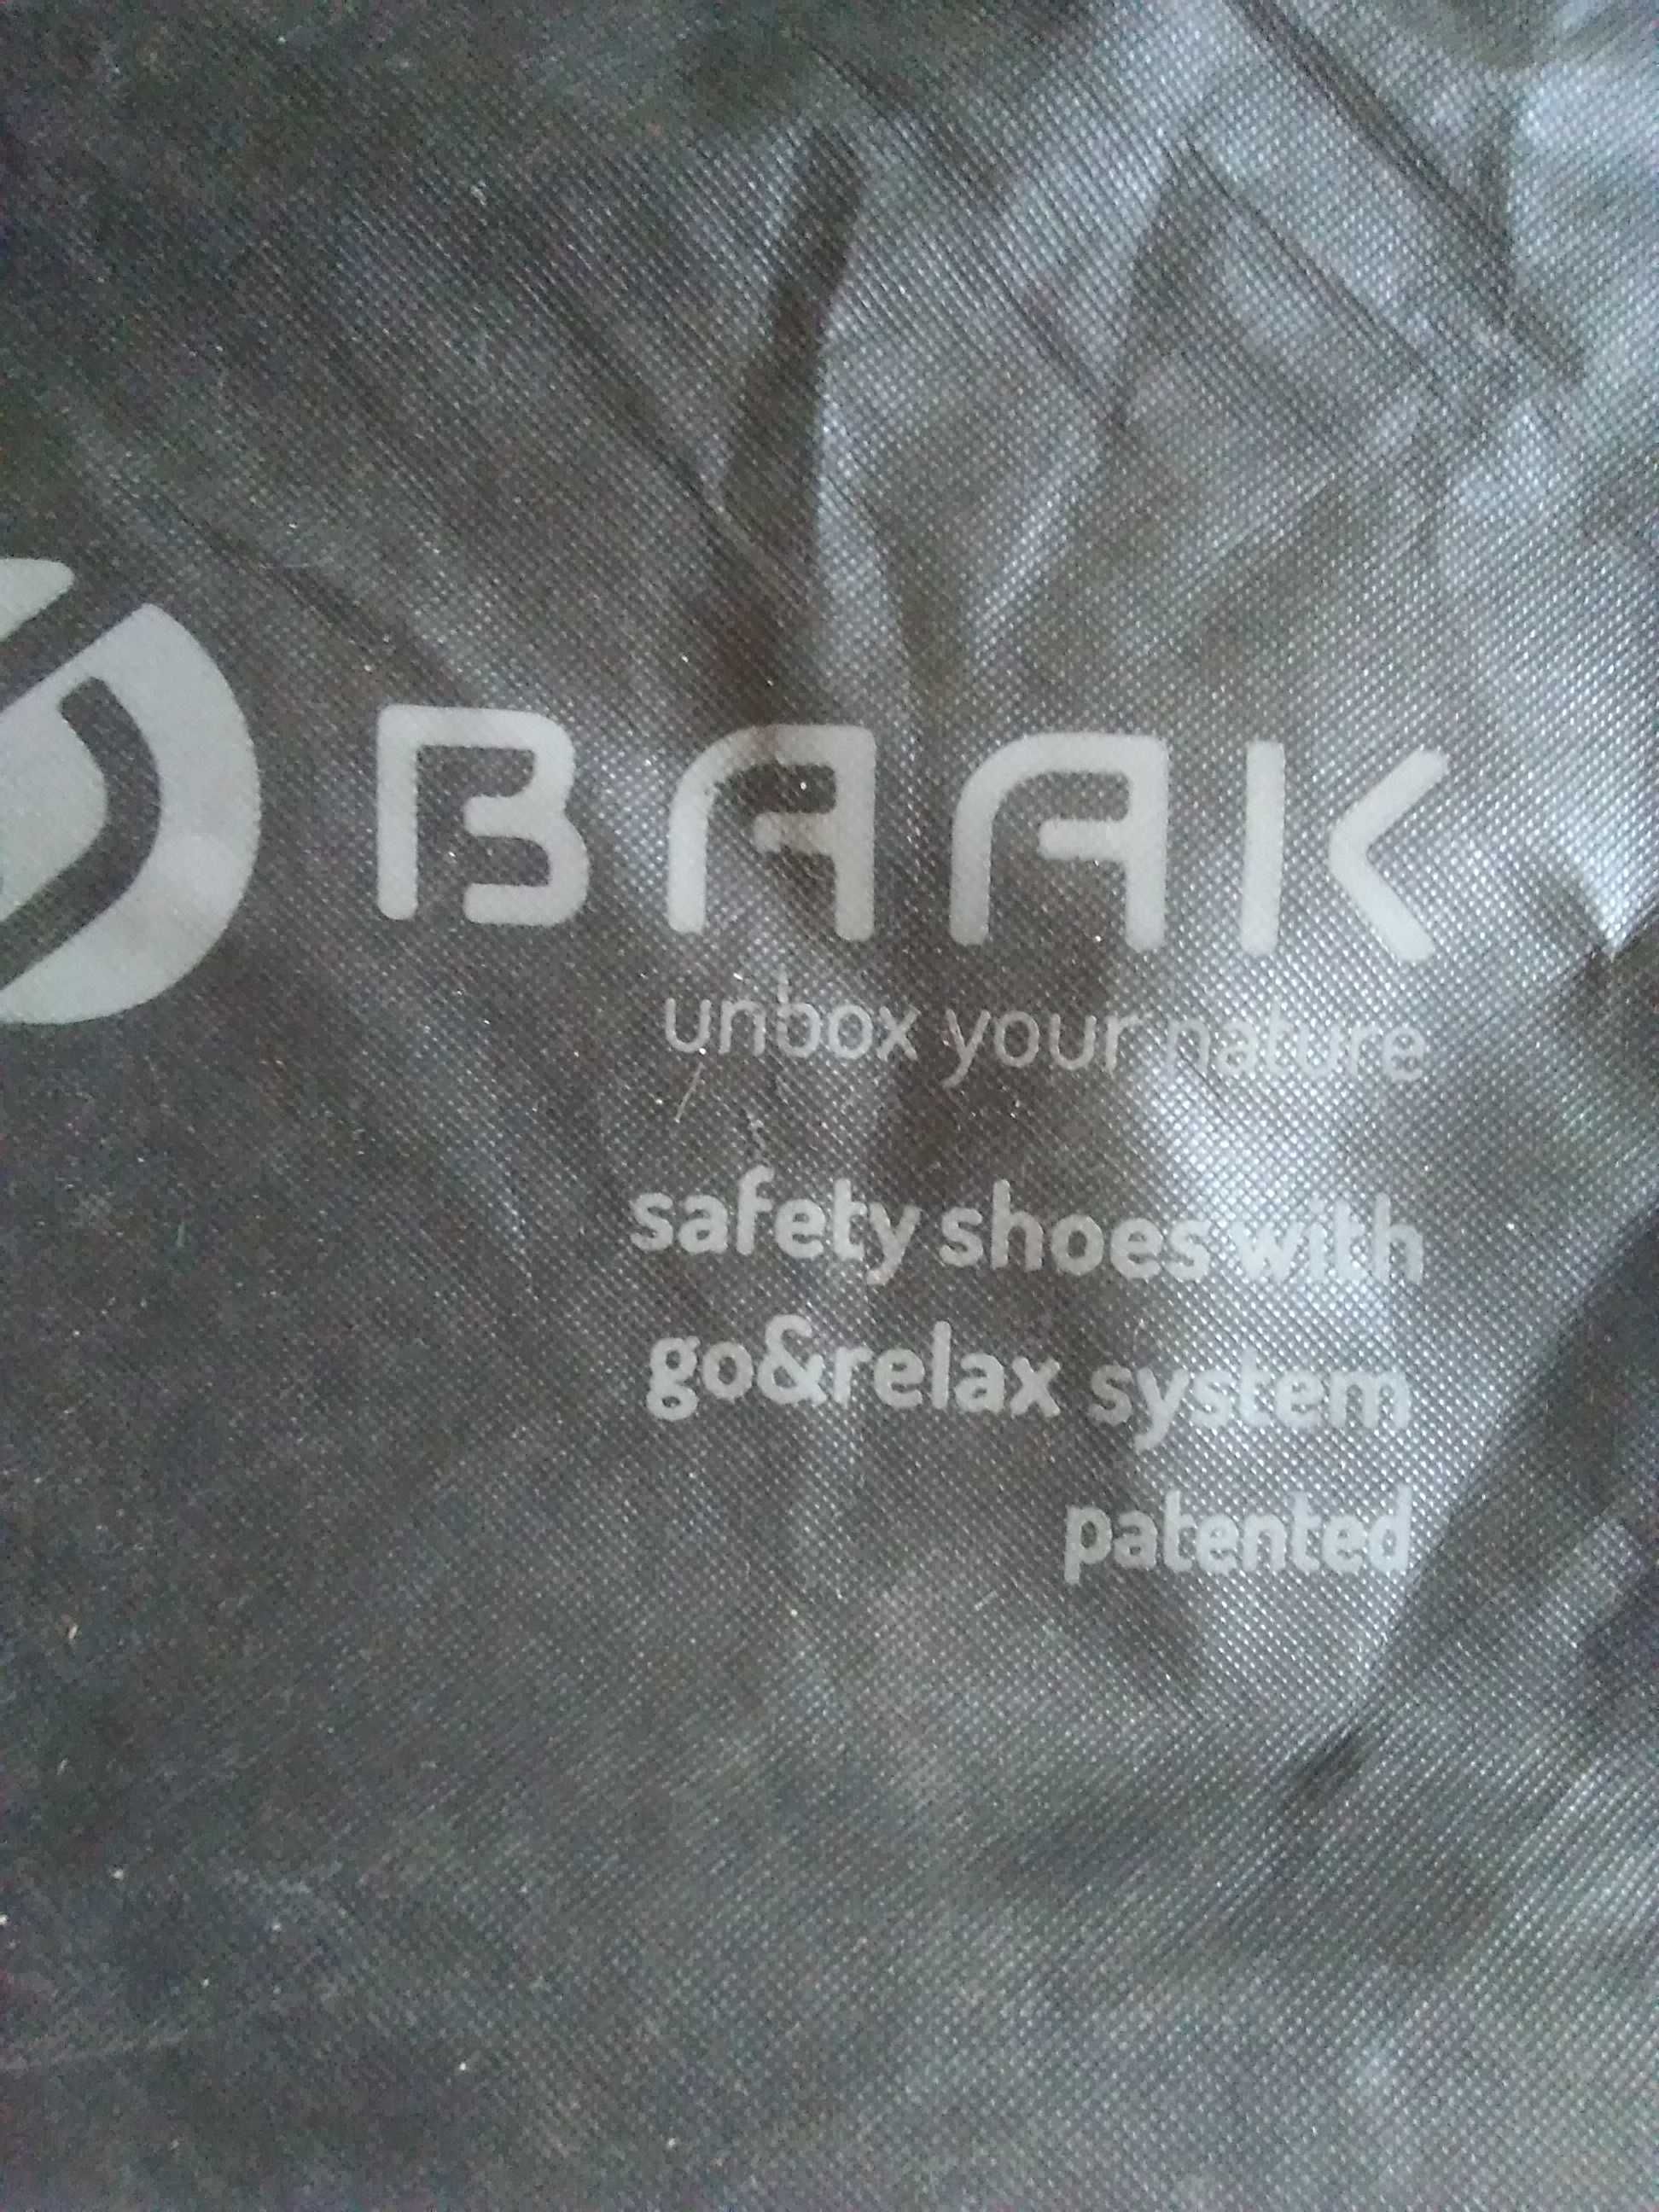 BAAK
unbox your nature
safety shoes with
go&relax system
patented